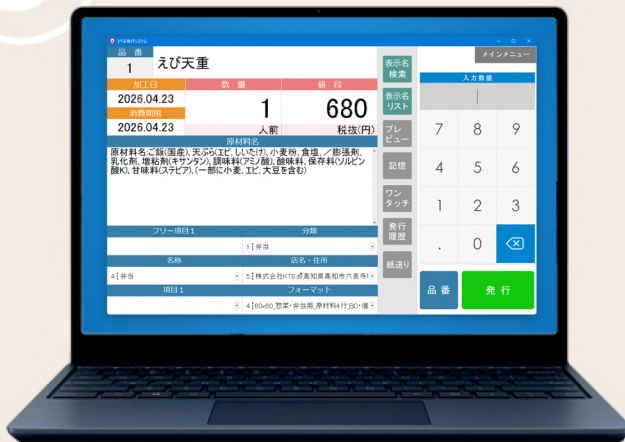 ラベル発行システム
品 番
1
えび天重
加工日
数 量
値 段
2026.04.23
消費期限
1
680
2026.04.23
人前
税抜(円)
原材料名
原材料名:ご飯(国産)、天ぷら(エビ、しいたけ)、小麦粉、食塩、/膨張剤、
乳化剤、増粘剤(キサンタン)、調味料(アミノ酸)、酸味料、保存料(ソルビン
酸K)、甘味料(ステビア)、(一部に小麦、エビ、大豆を含む)
フリー項目1
分類
1┆弁当
名称
店名・住所
4┆弁当
5┆株式会社KTS
高知県高知市六泉寺
項目1
フォーマット
4┆60x60_惣菜・弁当用_原材料4行_BC・値
表示名
検索
表示名
リスト
プレ
ビュー
記憶
ワン
タッチ
発行
履歴
紙送り
メインメニュー
入力数値
7 8 9
4 5 6
1 2 3
. 0
品 番
発 行